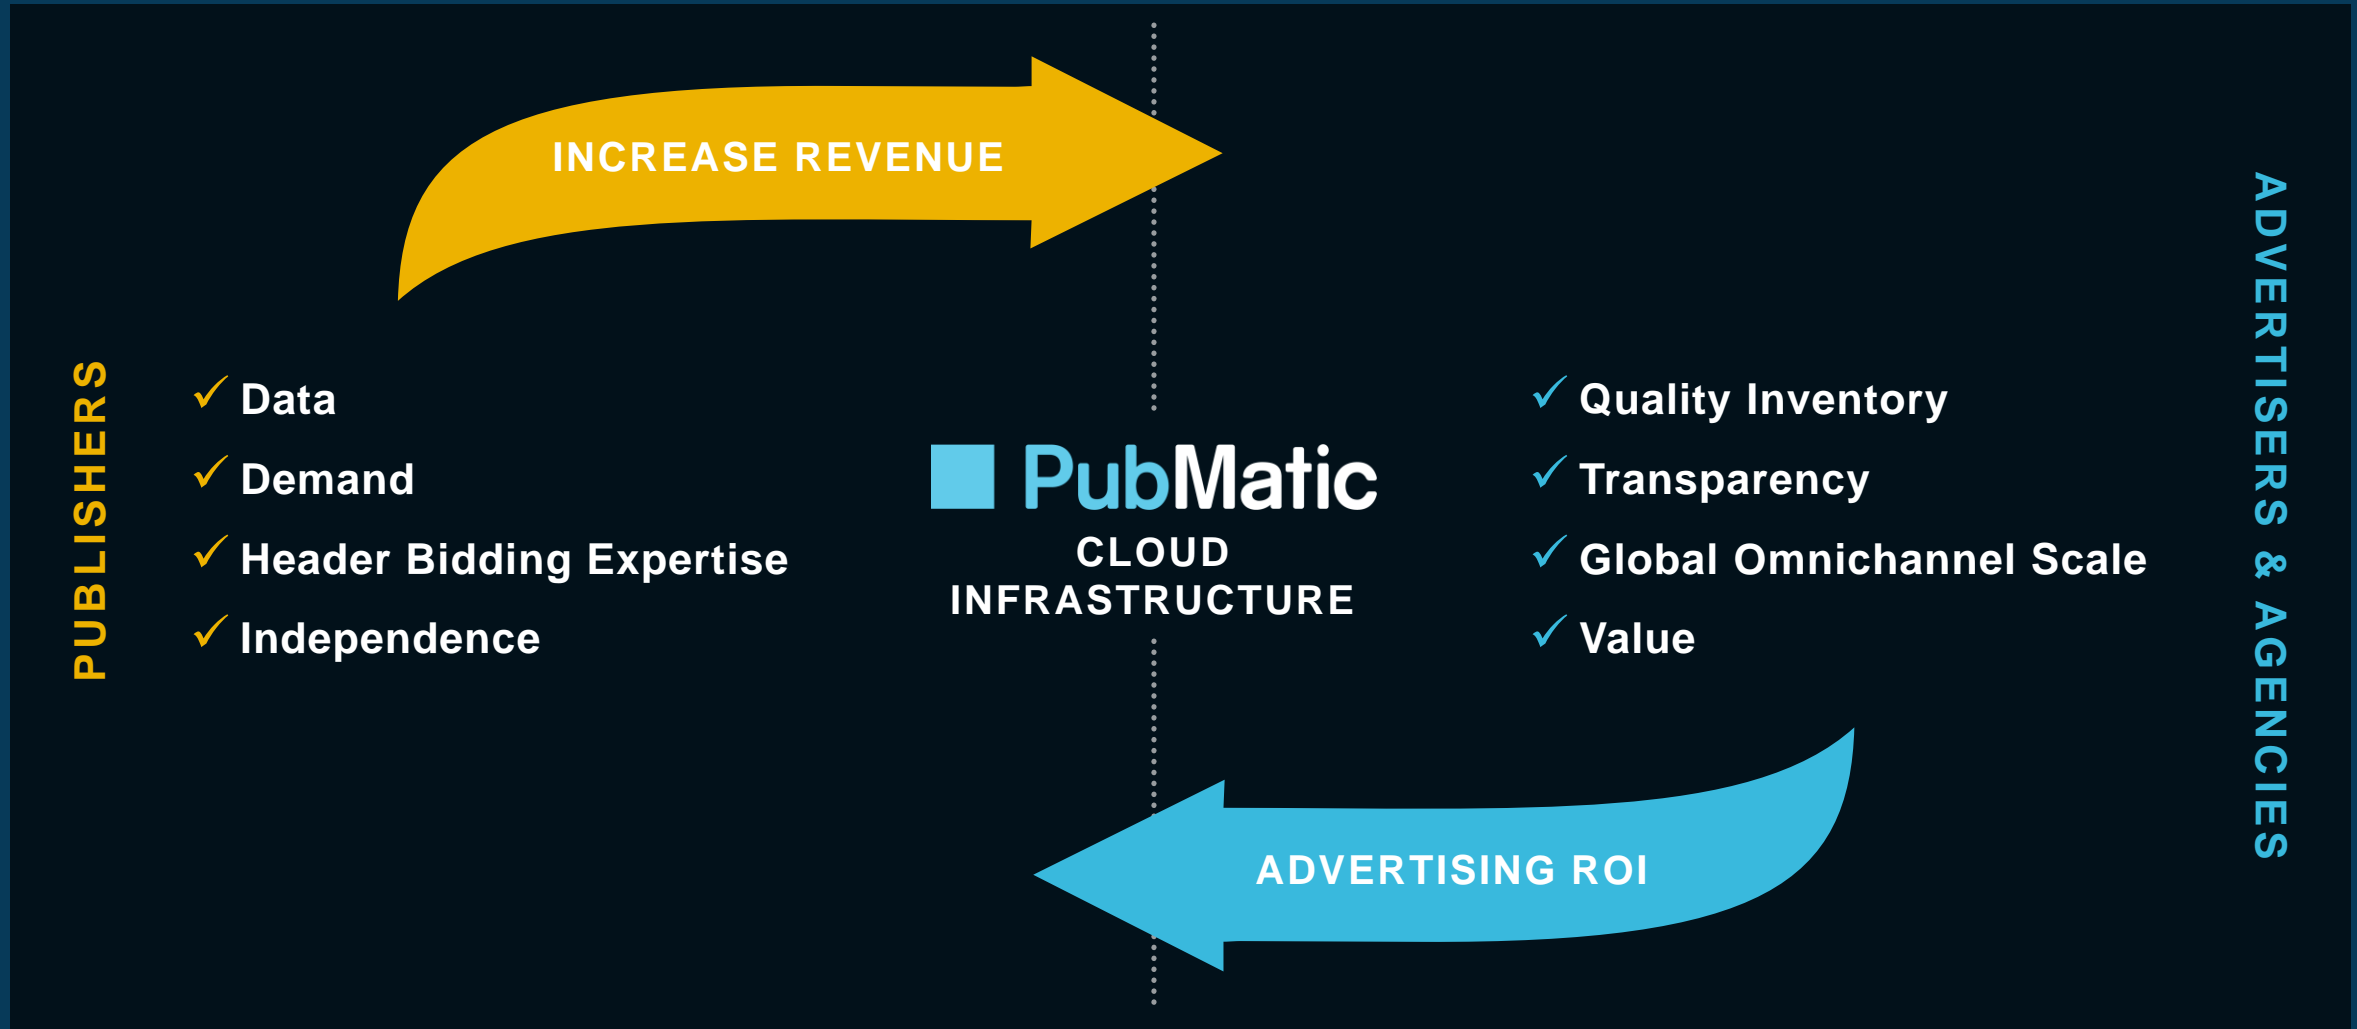 INCREASE REVENUE
PUBLISHERS
Data
Demand
Header Bidding Expertise
Independence
PubMatic
CLOUD
INFRASTRUCTURE
Quality Inventory
Transparency
Global Omnichannel Scale
Value
ADVERTISERS & AGENCIES
ADVERTISING ROI